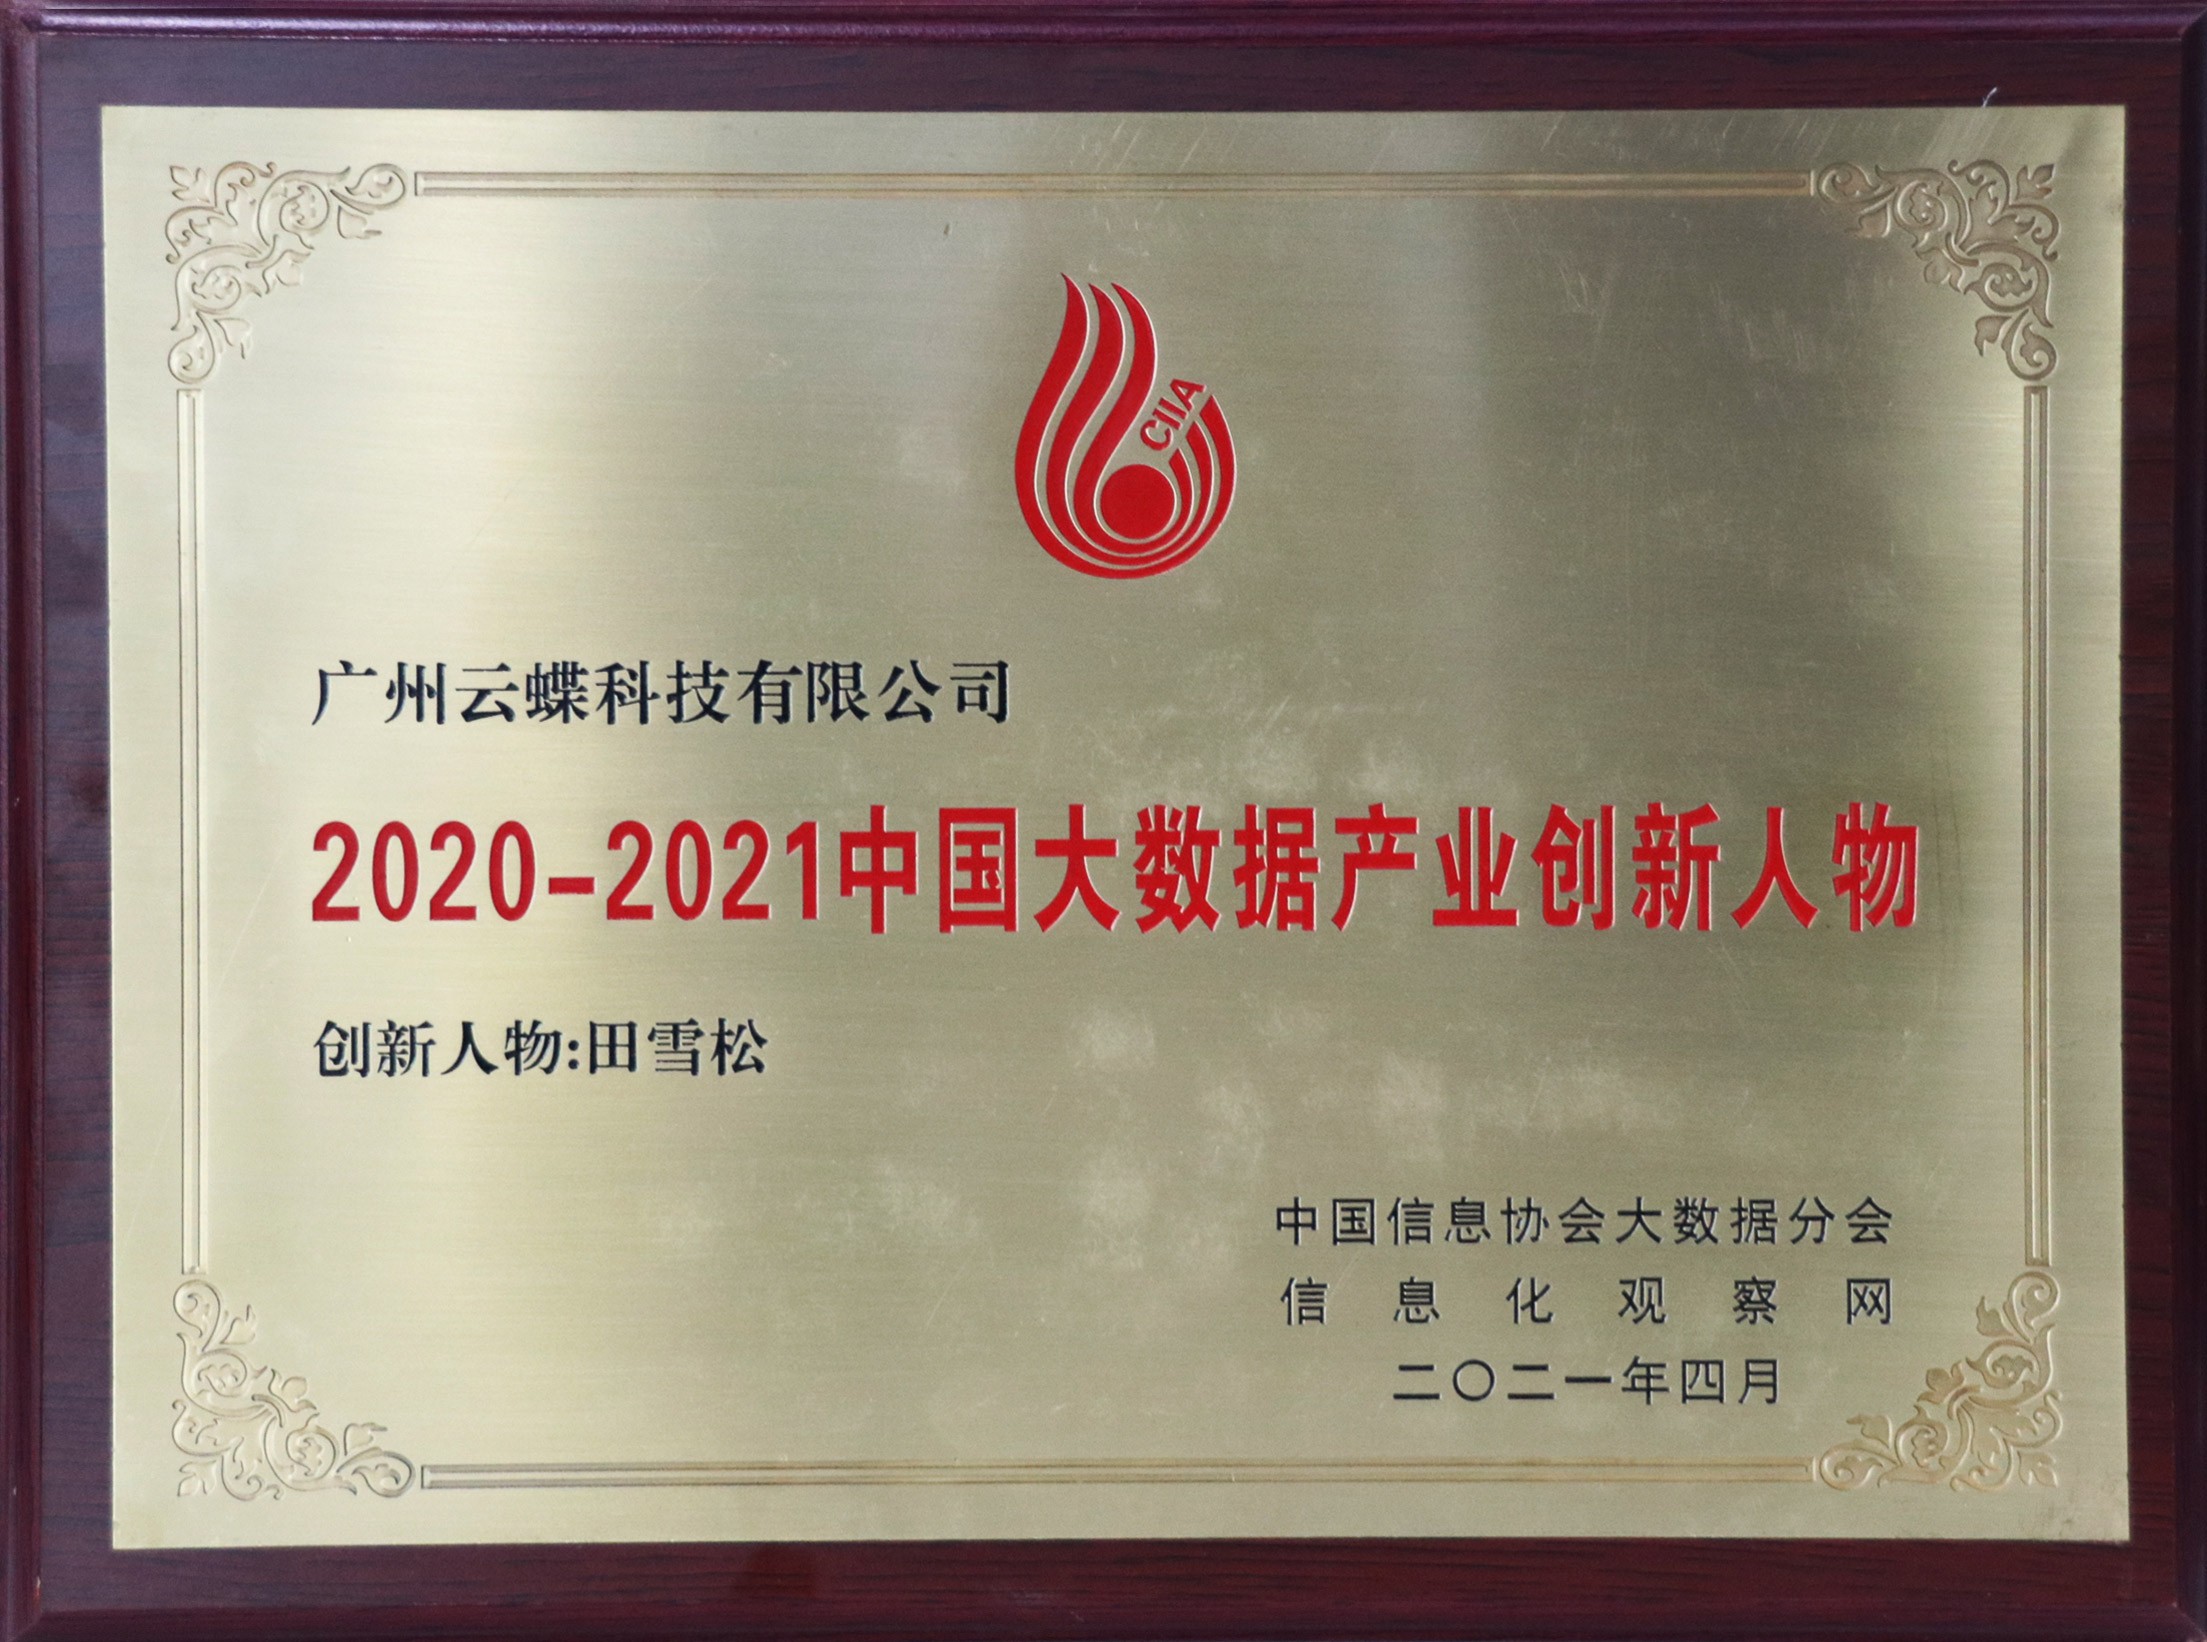 CIIA
广州云蝶科技有限公司
2020-2021中国大数据产业创新人物
创新人物:田雪松
中国信息协会大数据分会
信息化观察网
二〇二一年四月